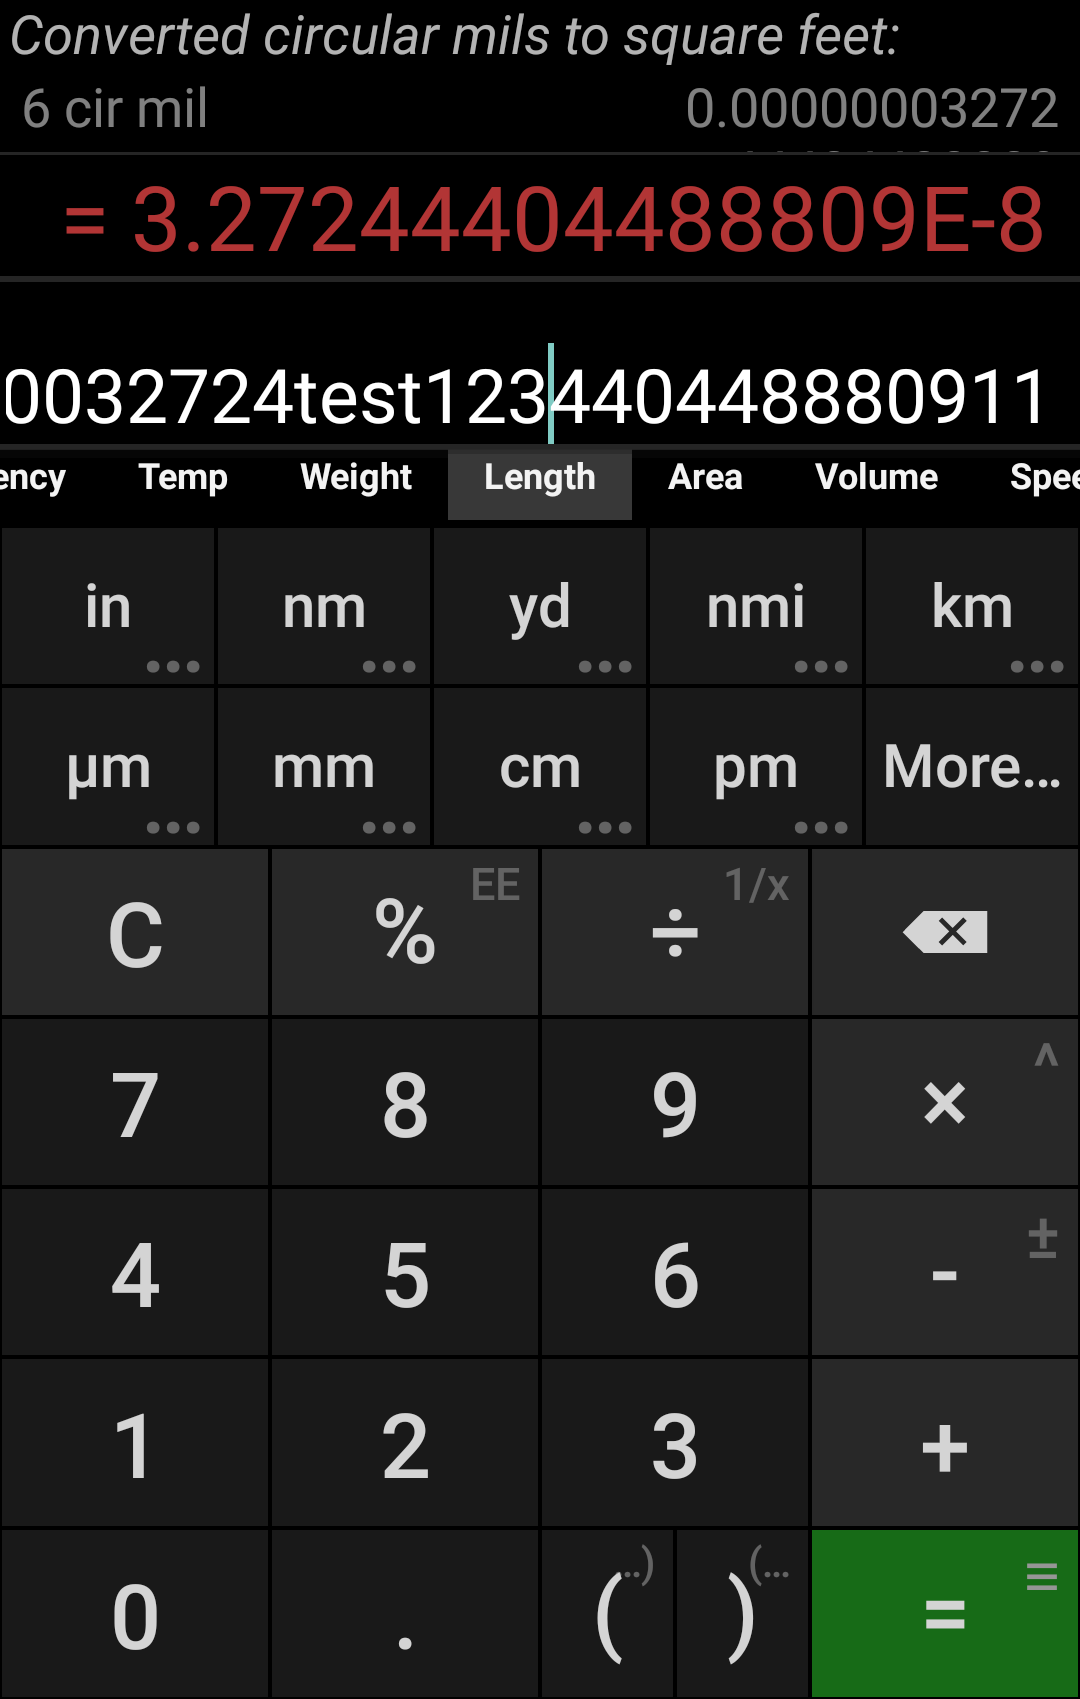 Converted circular mils to square feet:
6 cir mil 0.00000003272
= 3.2724440448809E-8
0032724test123440448880911
ency Temp Weight Length Area Volume Spee
in nm yd nmi km
µm mm cm pm More...
C % EE ÷ 1/x
7 8 9 × ^
4 5 6 - ±
1 2 3 +
0 . ( ..) ) (... = ≡